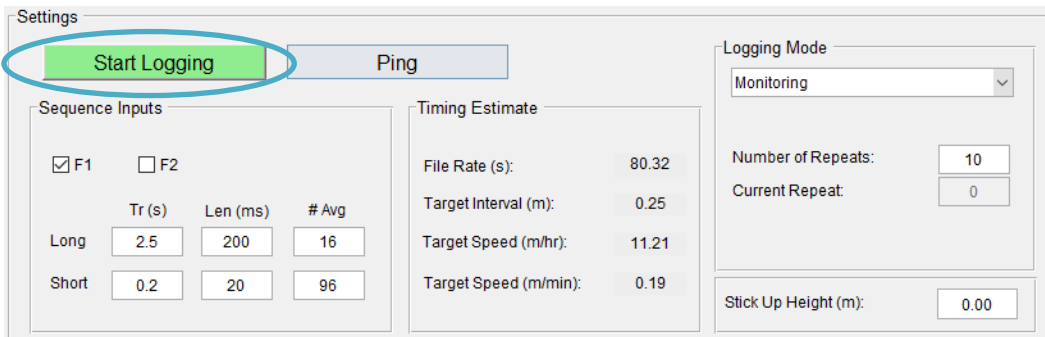 Settings
Start Logging
Ping
Sequence Inputs
F1 F2
Tr (s) Len (ms) # Avg
Long 2.5 200 16
Short 0.2 20 96
Timing Estimate
File Rate (s): 80.32
Target Interval (m): 0.25
Target Speed (m/hr): 11.21
Target Speed (m/min): 0.19
Logging Mode
Monitoring
Number of Repeats: 10
Current Repeat: 0
Stick Up Height (m): 0.00